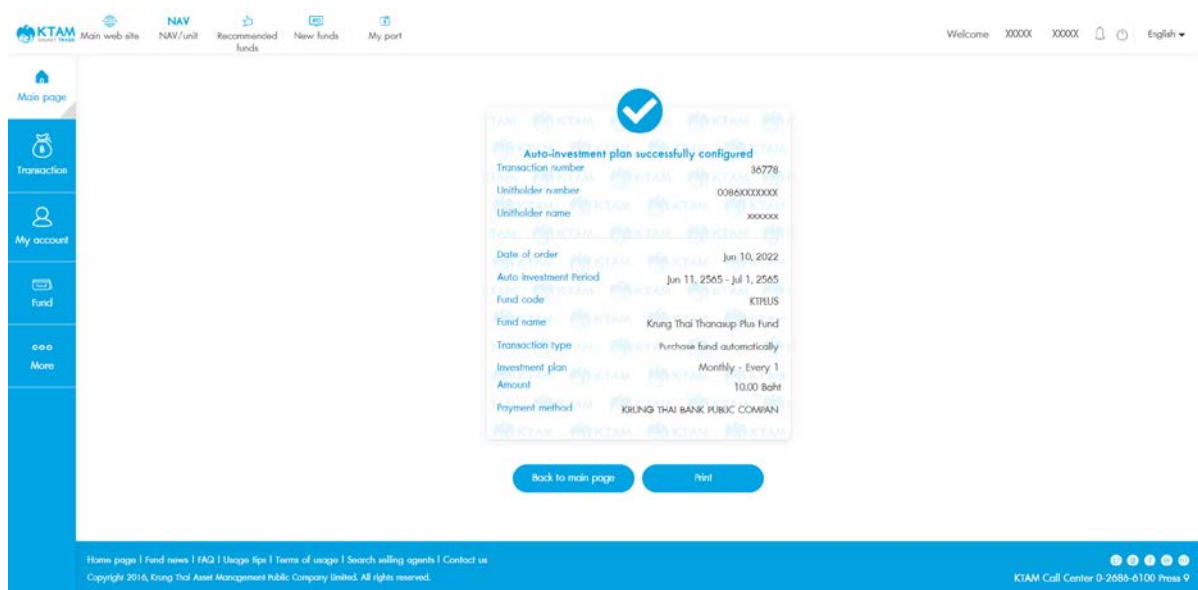 KTAM
SMART TRADE
Main web site
NAV
NAV/unit
Recommended
funds
New funds
My port
Welcome XXXXX XXXXX English
Main page
Transaction
My account
Fund
More
Auto-investment plan successfully configured
Transaction number 36778
Unitholder number 0086XXXXXXX
Unitholder name xxxxxx
Date of order Jun 10, 2022
Auto Investment Period Jun 11, 2565 - Jul 1, 2565
Fund code KTPLUS
Fund name Krung Thai Thanasup Plus Fund
Transaction type Purchase fund automatically
Investment plan Monthly - Every 1
Amount 10.00 Baht
Payment method KRUNG THAI BANK PUBLIC COMPAN
Back to main page Print
Home page | Fund news | FAQ | Usage tips | Terms of usage | Search selling agents | Contact us
Copyright 2016, Krung Thai Asset Management Public Company Limited. All rights reserved.
KTAM Call Center 0-2686-6100 Press 9